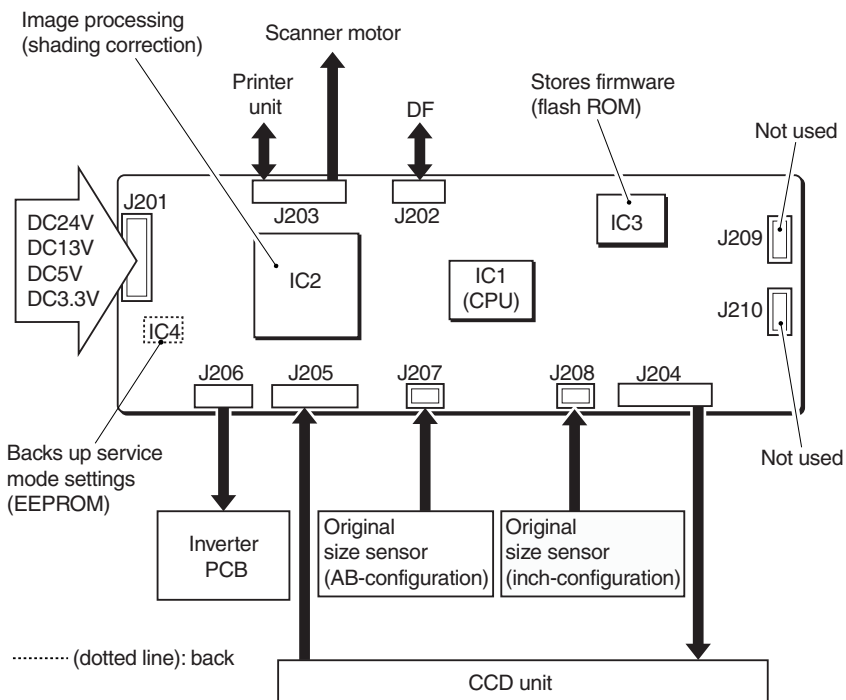 Image processing
(shading correction)
Scanner motor
Printer
unit
DF
Stores firmware
(flash ROM)
Not used
DC24V
DC13V
DC5V
DC3.3V
J201
J203
J202
IC3
J209
IC2
IC1
(CPU)
IC4
J210
J206
J205
J207
J208
J204
Backs up service
mode settings
(EEPROM)
Not used
Inverter
PCB
Original
size sensor
(AB-configuration)
Original
size sensor
(inch-configuration)
(dotted line): back
CCD unit